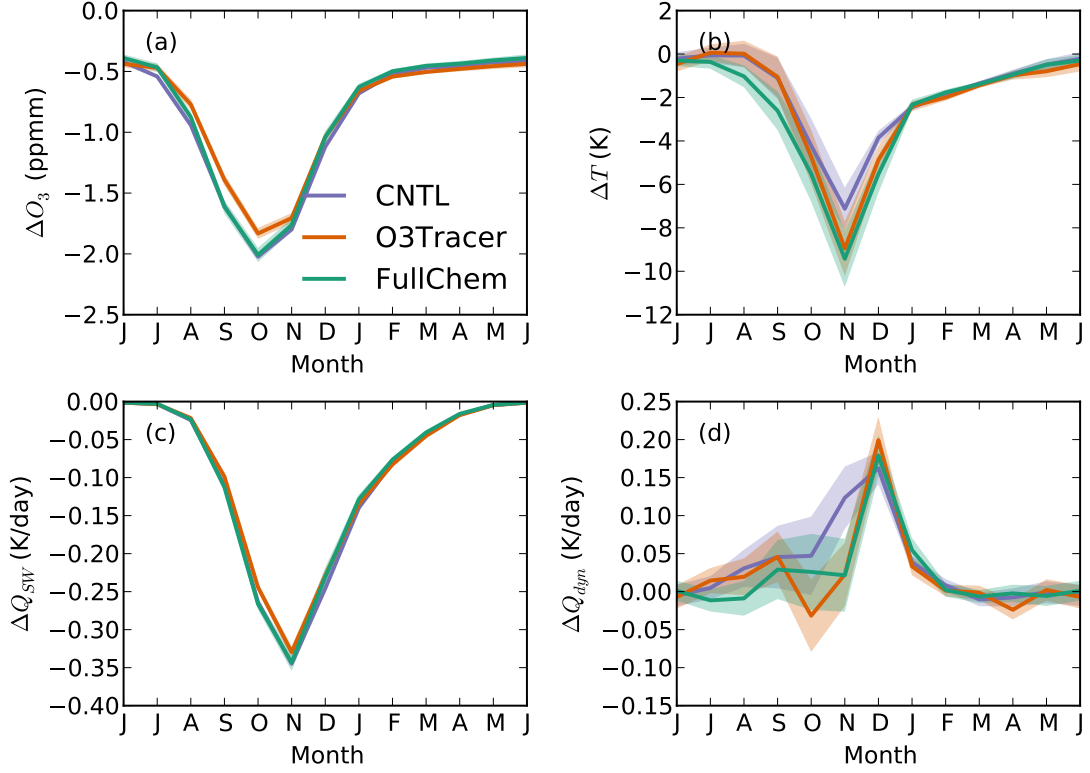 (a)
0.0
−0.5
−1.0
−1.5
−2.0
−2.5
ΔO₃ (ppmm)
CNTL
O3Tracer
FullChem
J J A S O N D J F M A M J
Month
(b)
2
0
−2
−4
−6
−8
−10
−12
ΔT (K)
J J A S O N D J F M A M J
Month
(c)
0.00
−0.05
−0.10
−0.15
−0.20
−0.25
−0.30
−0.35
−0.40
ΔQ_SW (K/day)
J J A S O N D J F M A M J
Month
(d)
0.25
0.20
0.15
0.10
0.05
0.00
−0.05
−0.10
−0.15
ΔQ_dyn (K/day)
J J A S O N D J F M A M J
Month